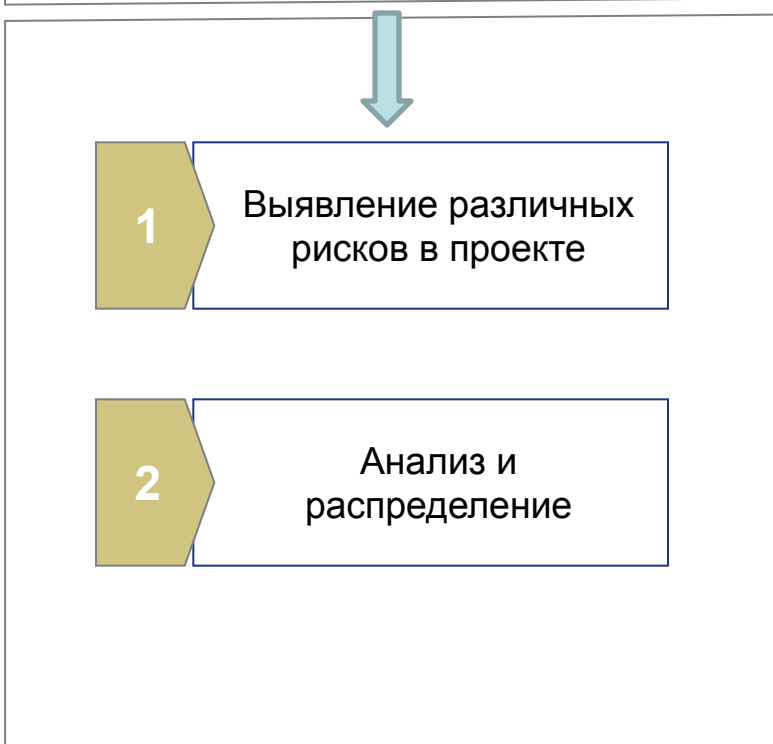 1
Выявление различных
рисков в проекте
2
Анализ и
распределение